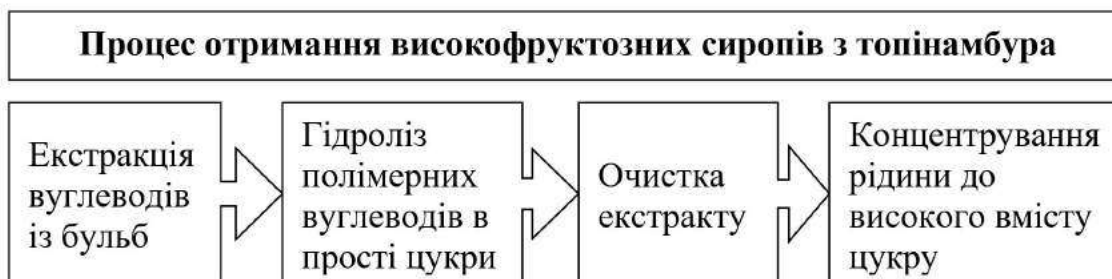 Процес отримання високофруктозних сиропів з топінамбура
Екстракція
вуглеводів
із бульб
Гідроліз
полімерних
вуглеводів в
прості цукри
Очистка
екстракту
Концентрування
рідини до
високого вмісту
цукру